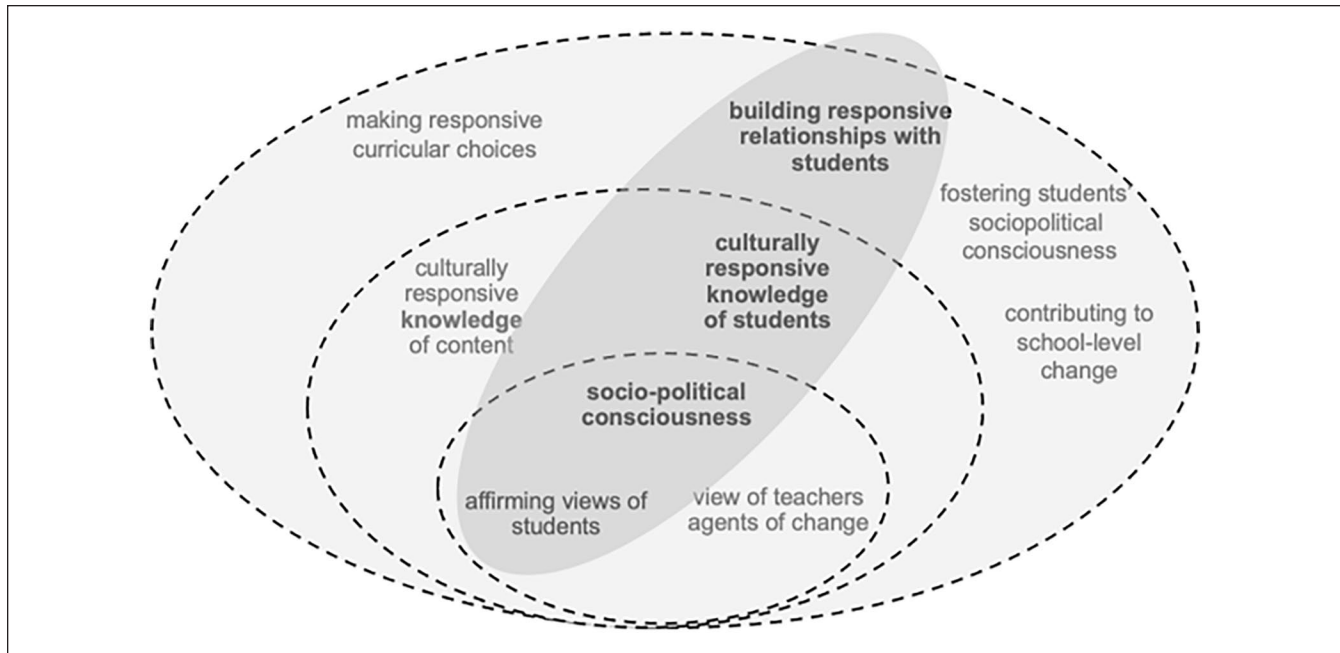 making responsive
curricular choices
building responsive
relationships with
students
fostering students'
sociopolitical
consciousness
culturally
responsive
knowledge
of content
culturally
responsive
knowledge
of students
contributing to
school-level
change
socio-political
consciousness
affirming views of
students
view of teachers
agents of change